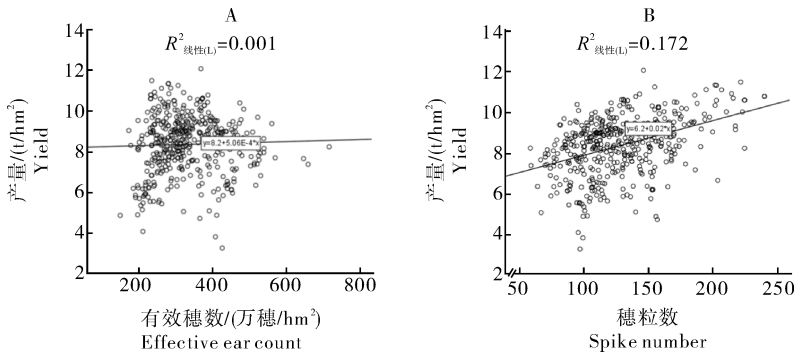 A
R²线性(L)=0.001
14
12
10
8
6
4
2
产量/(t/hm²)
Yield
y=8.2+5.06E-4*x
200
400
600
800
有效穗数/(万穗/hm²)
Effective ear count
B
R²线性(L)=0.172
14
12
10
8
6
4
2
产量/(t/hm²)
Yield
y=6.2+0.02*x
50
100
150
200
250
穗粒数
Spike number